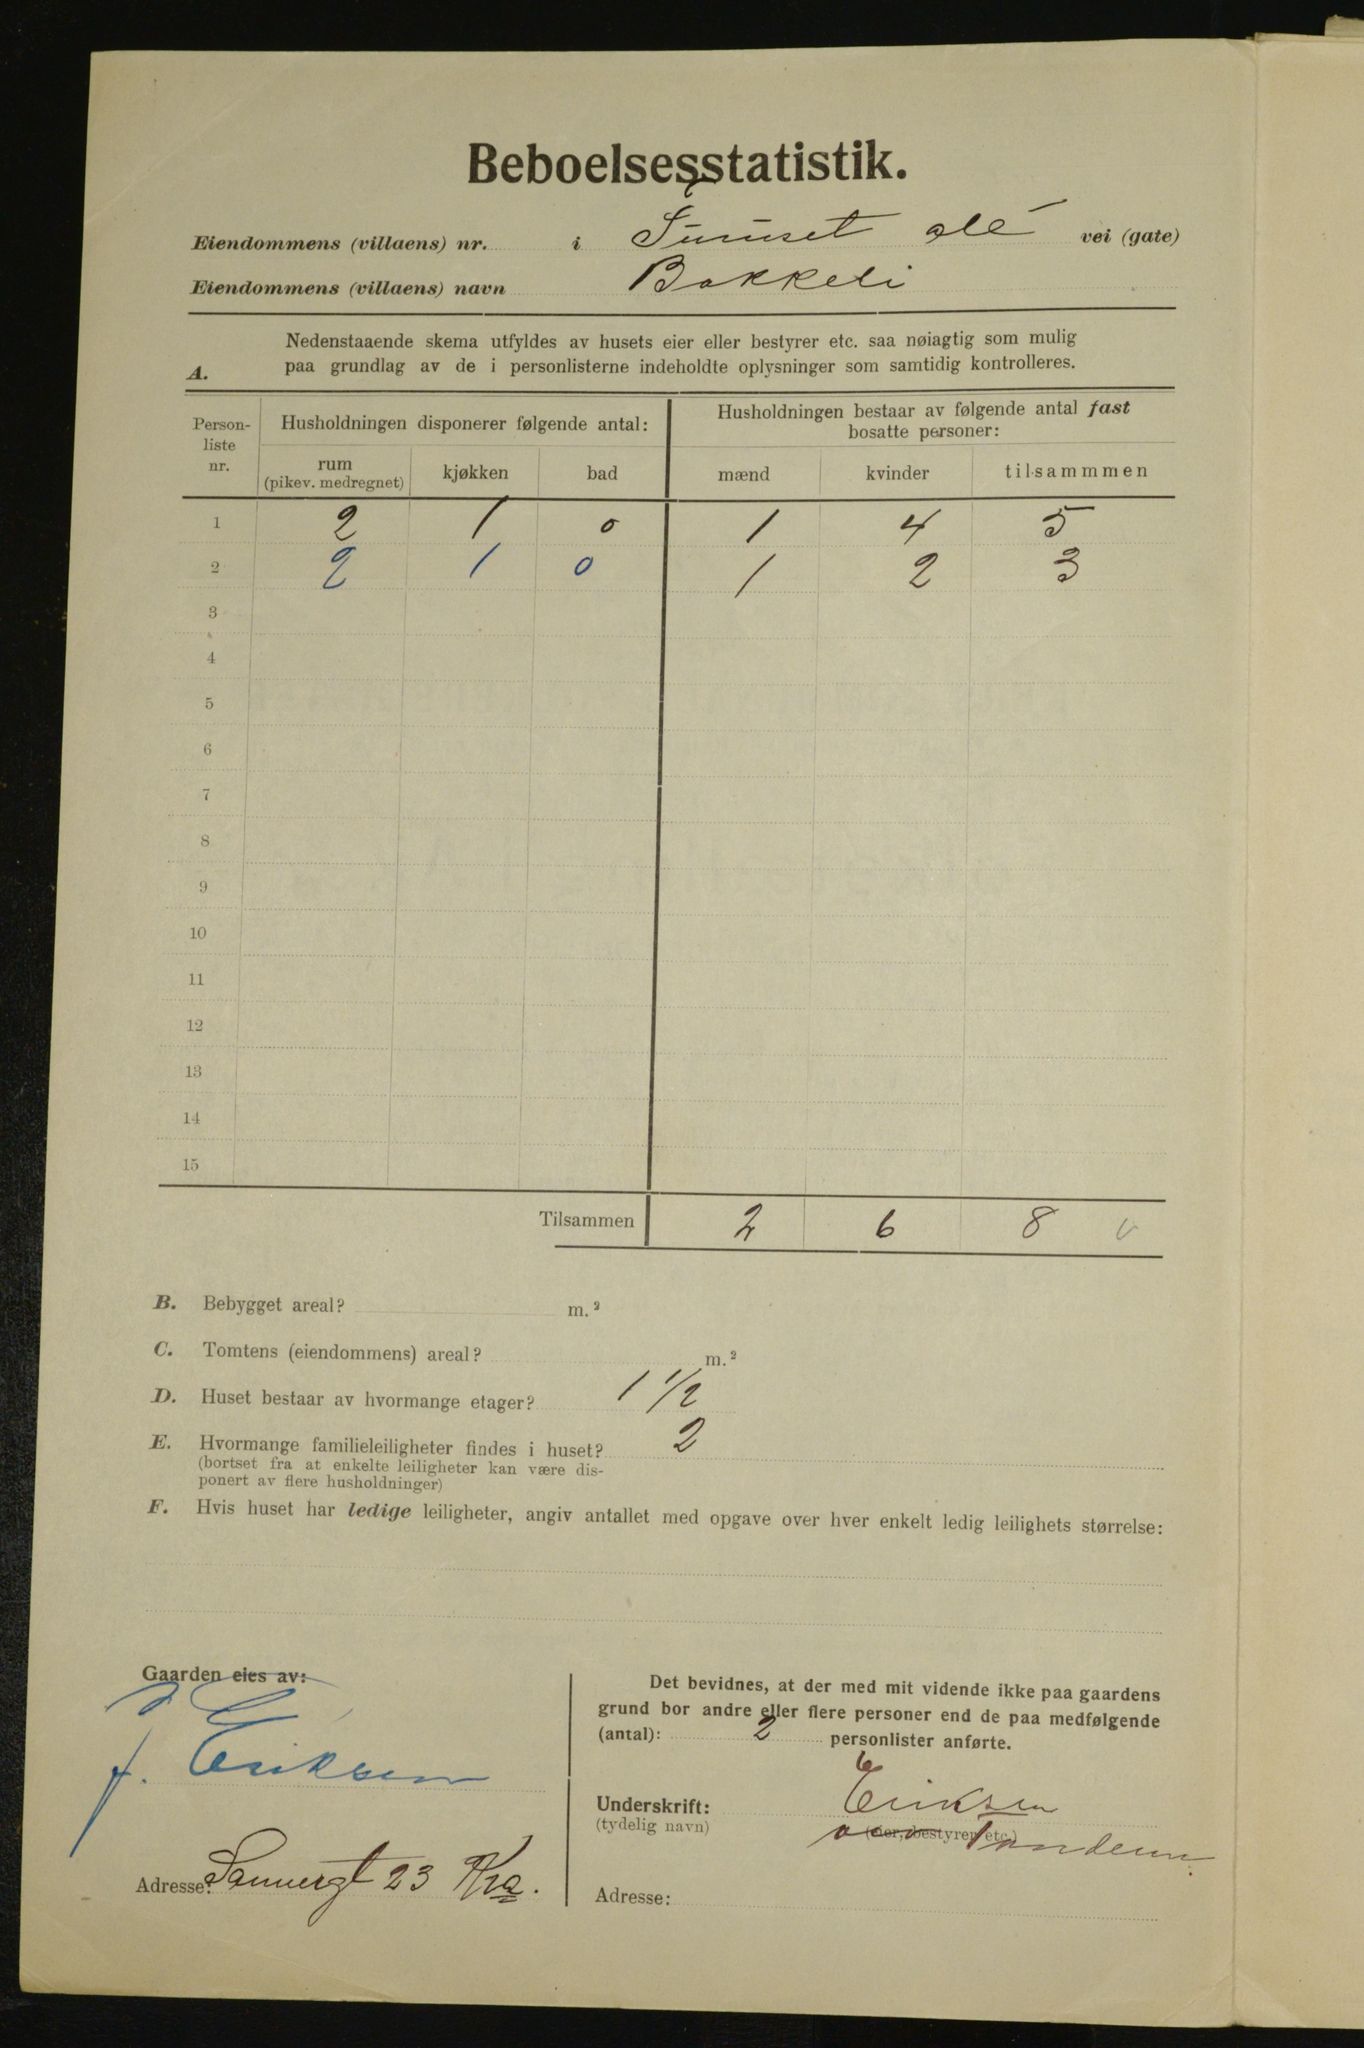 Beboelsesstatistik.
Eiendommens (villaens) nr. i Furuset alé vei (gate)
Eiendommens (villaens) navn Bakkeli
A. Nedenstaaende skema utfyldes av husets eier eller bestyrer etc. saa nøiagtig som mulig
paa grundlag av de i personlisterne indeholdte oplysninger som samtidig kontrolleres.
Person-
liste
nr.
Husholdningen disponerer følgende antal:
Husholdningen bestaar av følgende antal fast
bosatte personer:
rum
(pikev. medregnet)
kjøkken bad mænd kvinder tilsammmen
1 2 1 0 1 4 5
2 2 1 0 1 2 3
3
4
5
6
7
8
9
10
11
12
13
14
15
Tilsammen 2 6 8 v
B. Bebygget areal? m.²
C. Tomtens (eiendommens) areal? m.²
D. Huset bestaar av hvormange etager? 1 1/2
E. Hvormange familieleiligheter findes i huset? 2
(bortset fra at enkelte leiligheter kan være dis-
ponert av flere husholdninger)
F. Hvis huset har ledige leiligheter, angiv antallet med opgave over hver enkelt ledig leilighets størrelse:
Gaarden eies av:
f. Eriksen
Adresse: 23 Kra.
Det bevidnes, at der med mit vidende ikke paa gaardens
grund bor andre eller flere personer end de paa medfølgende
(antal): 2 personlister anførte.
Underskrift: Eriksen
(tydelig navn) (eier, bestyrer etc.)
Adresse: